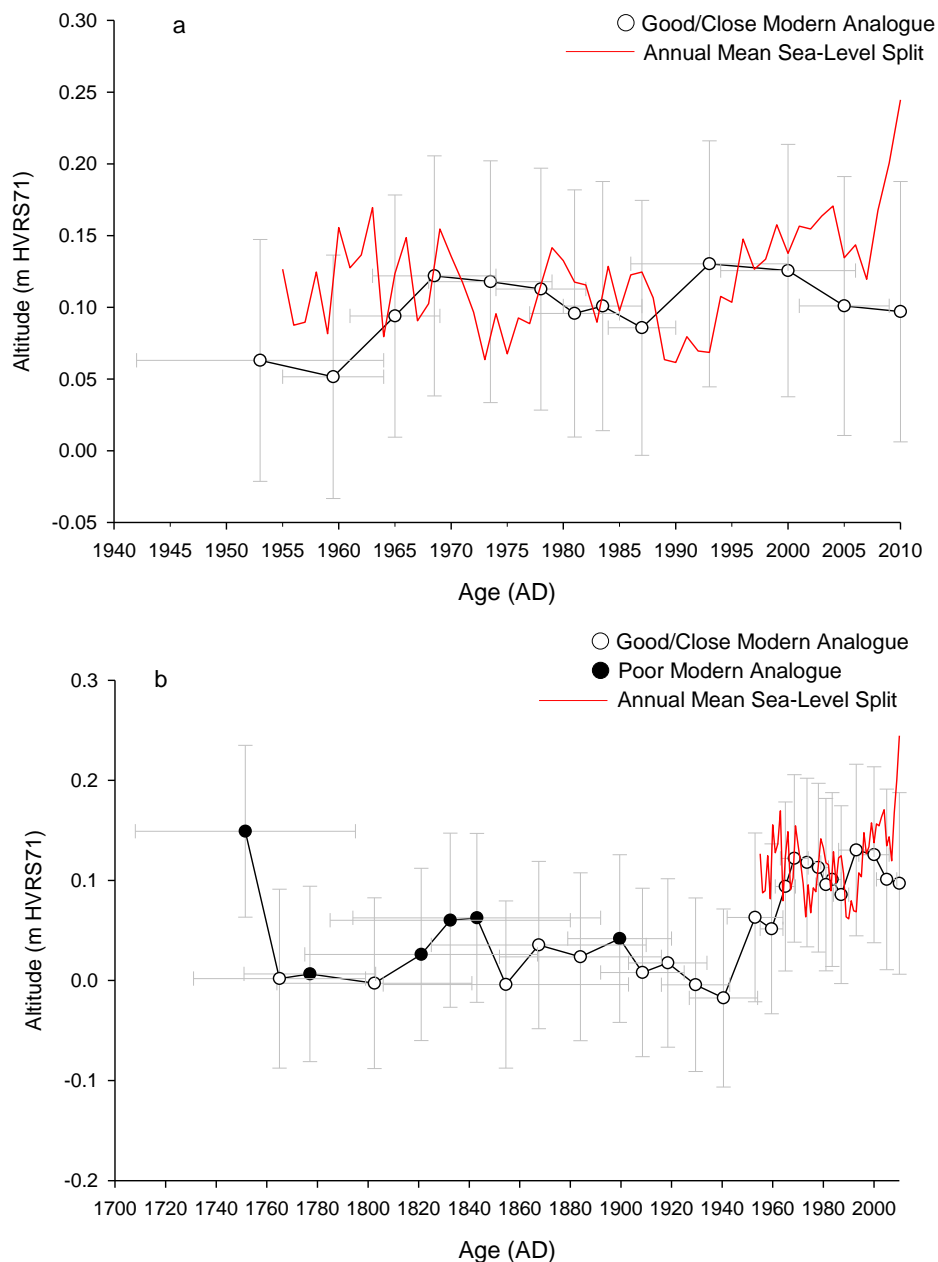 a
Good/Close Modern Analogue
Annual Mean Sea-Level Split
Altitude (m HVRS71)
0.30
0.25
0.20
0.15
0.10
0.05
0.00
-0.05
1940 1945 1950 1955 1960 1965 1970 1975 1980 1985 1990 1995 2000 2005 2010
Age (AD)
Good/Close Modern Analogue
Poor Modern Analogue
Annual Mean Sea-Level Split
b
Altitude (m HVRS71)
0.3
0.2
0.1
0.0
-0.1
-0.2
1700 1720 1740 1760 1780 1800 1820 1840 1860 1880 1900 1920 1940 1960 1980 2000
Age (AD)